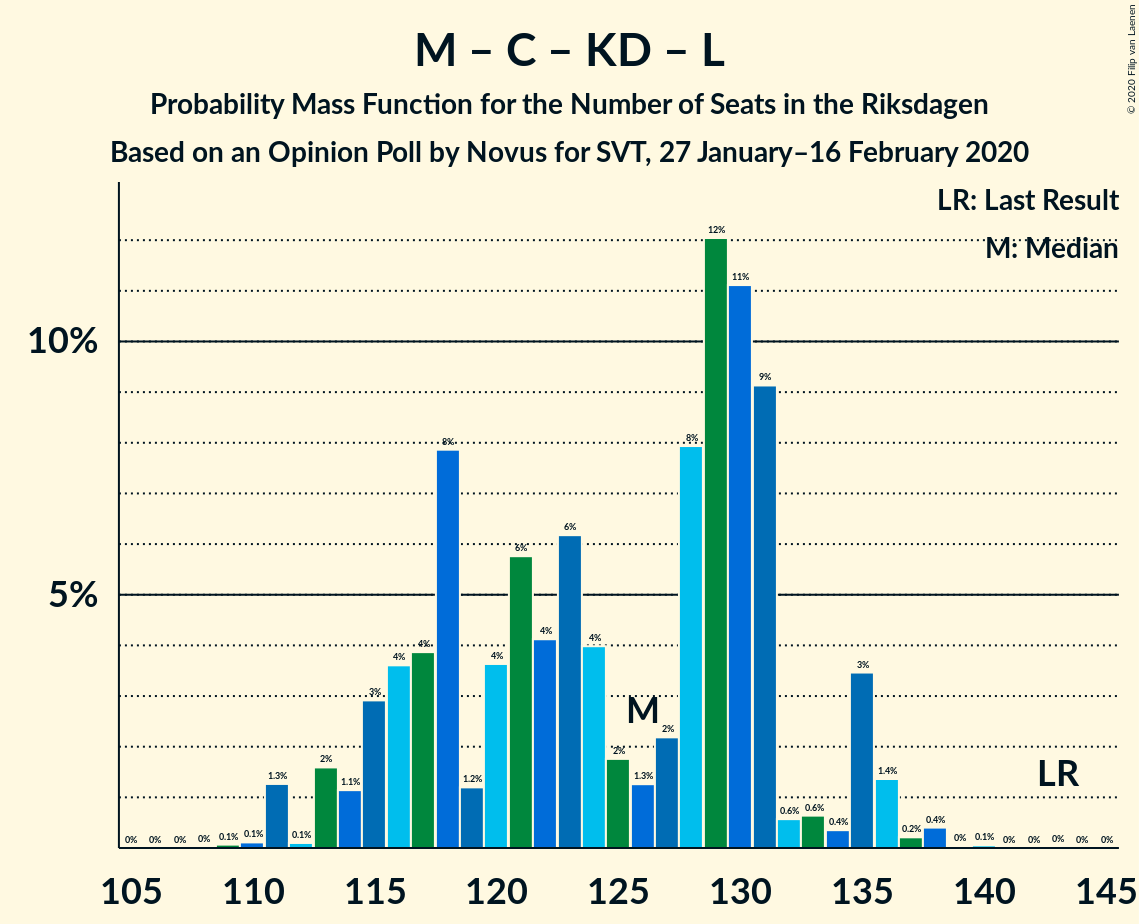 M – C – KD – L
Probability Mass Function for the Number of Seats in the Riksdagen
Based on an Opinion Poll by Novus for SVT, 27 January–16 February 2020
© 2020 Filip van Laenen
LR: Last Result
M: Median
10%
5%
0% 0% 0% 0% 0.1% 0.1% 1.3% 0.1% 2% 1.1% 3% 4% 4% 8% 1.2% 4% 6% 4% 6% 4% 2% 1.3% 2% 8% 12% 11% 9% 0.6% 0.6% 0.4% 3% 1.4% 0.2% 0.4% 0% 0.1% 0% 0% 0% 0% 0%
M
LR
105 110 115 120 125 130 135 140 145